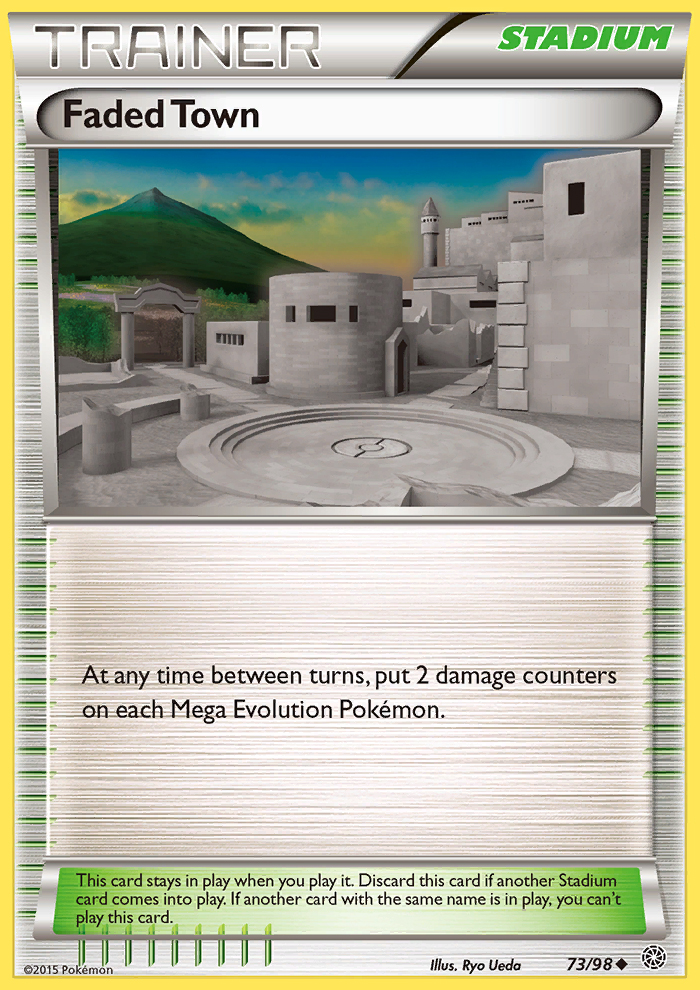 TRAINER
STADIUM
Faded Town
At any time between turns, put 2 damage counters
on each Mega Evolution Pokémon.
This card stays in play when you play it. Discard this card if another Stadium
card comes into play. If another card with the same name is in play, you can't
play this card.
©2015 Pokémon
Illus. Ryo Ueda
73/98